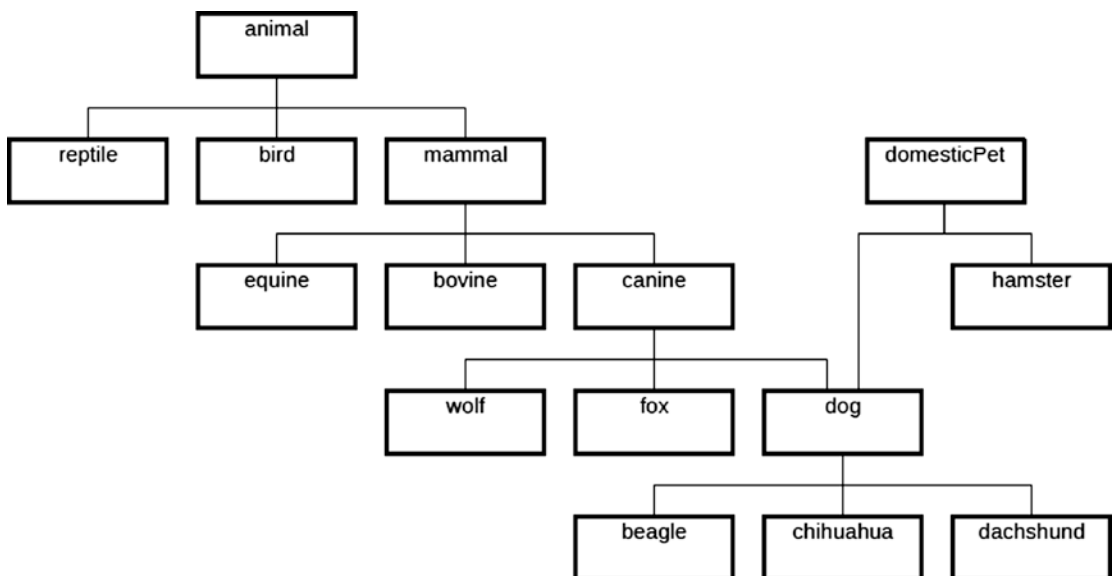 animal
reptile
bird
mammal
domesticPet
equine
bovine
canine
hamster
wolf
fox
dog
beagle
chihuahua
dachshund